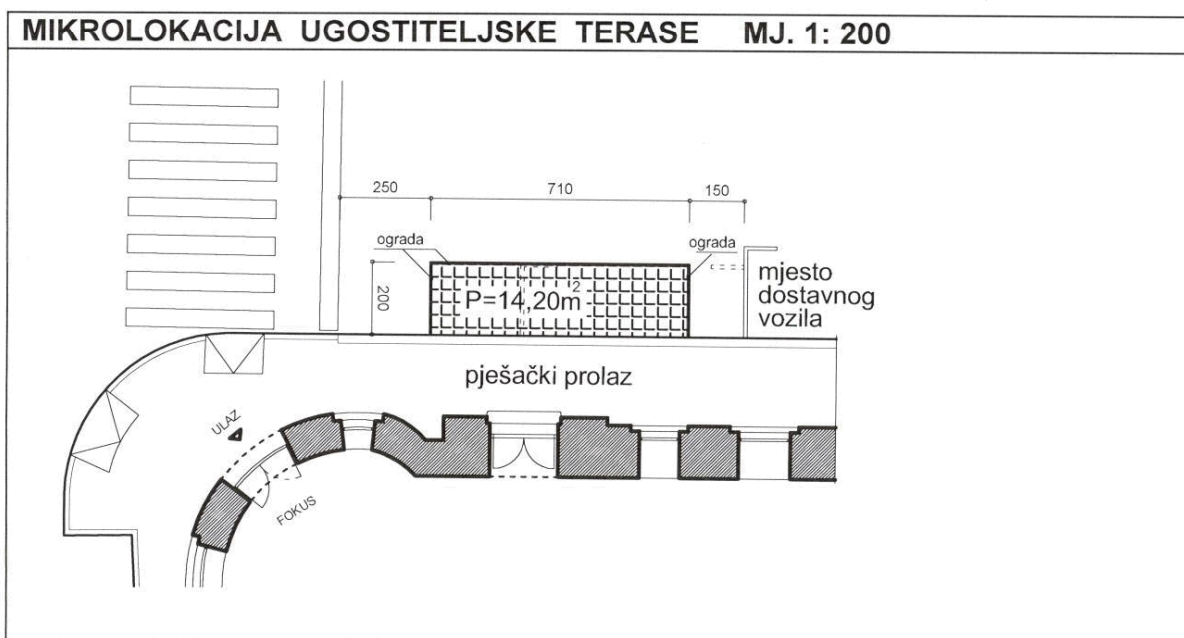 MIKROLOKACIJA UGOSTITELJSKE TERASE MJ. 1: 200
250
710
150
ograda
ograda
200
P=14,20m²
mjesto
dostavnog
vozila
pješački prolaz
ULAZ
FOKUS